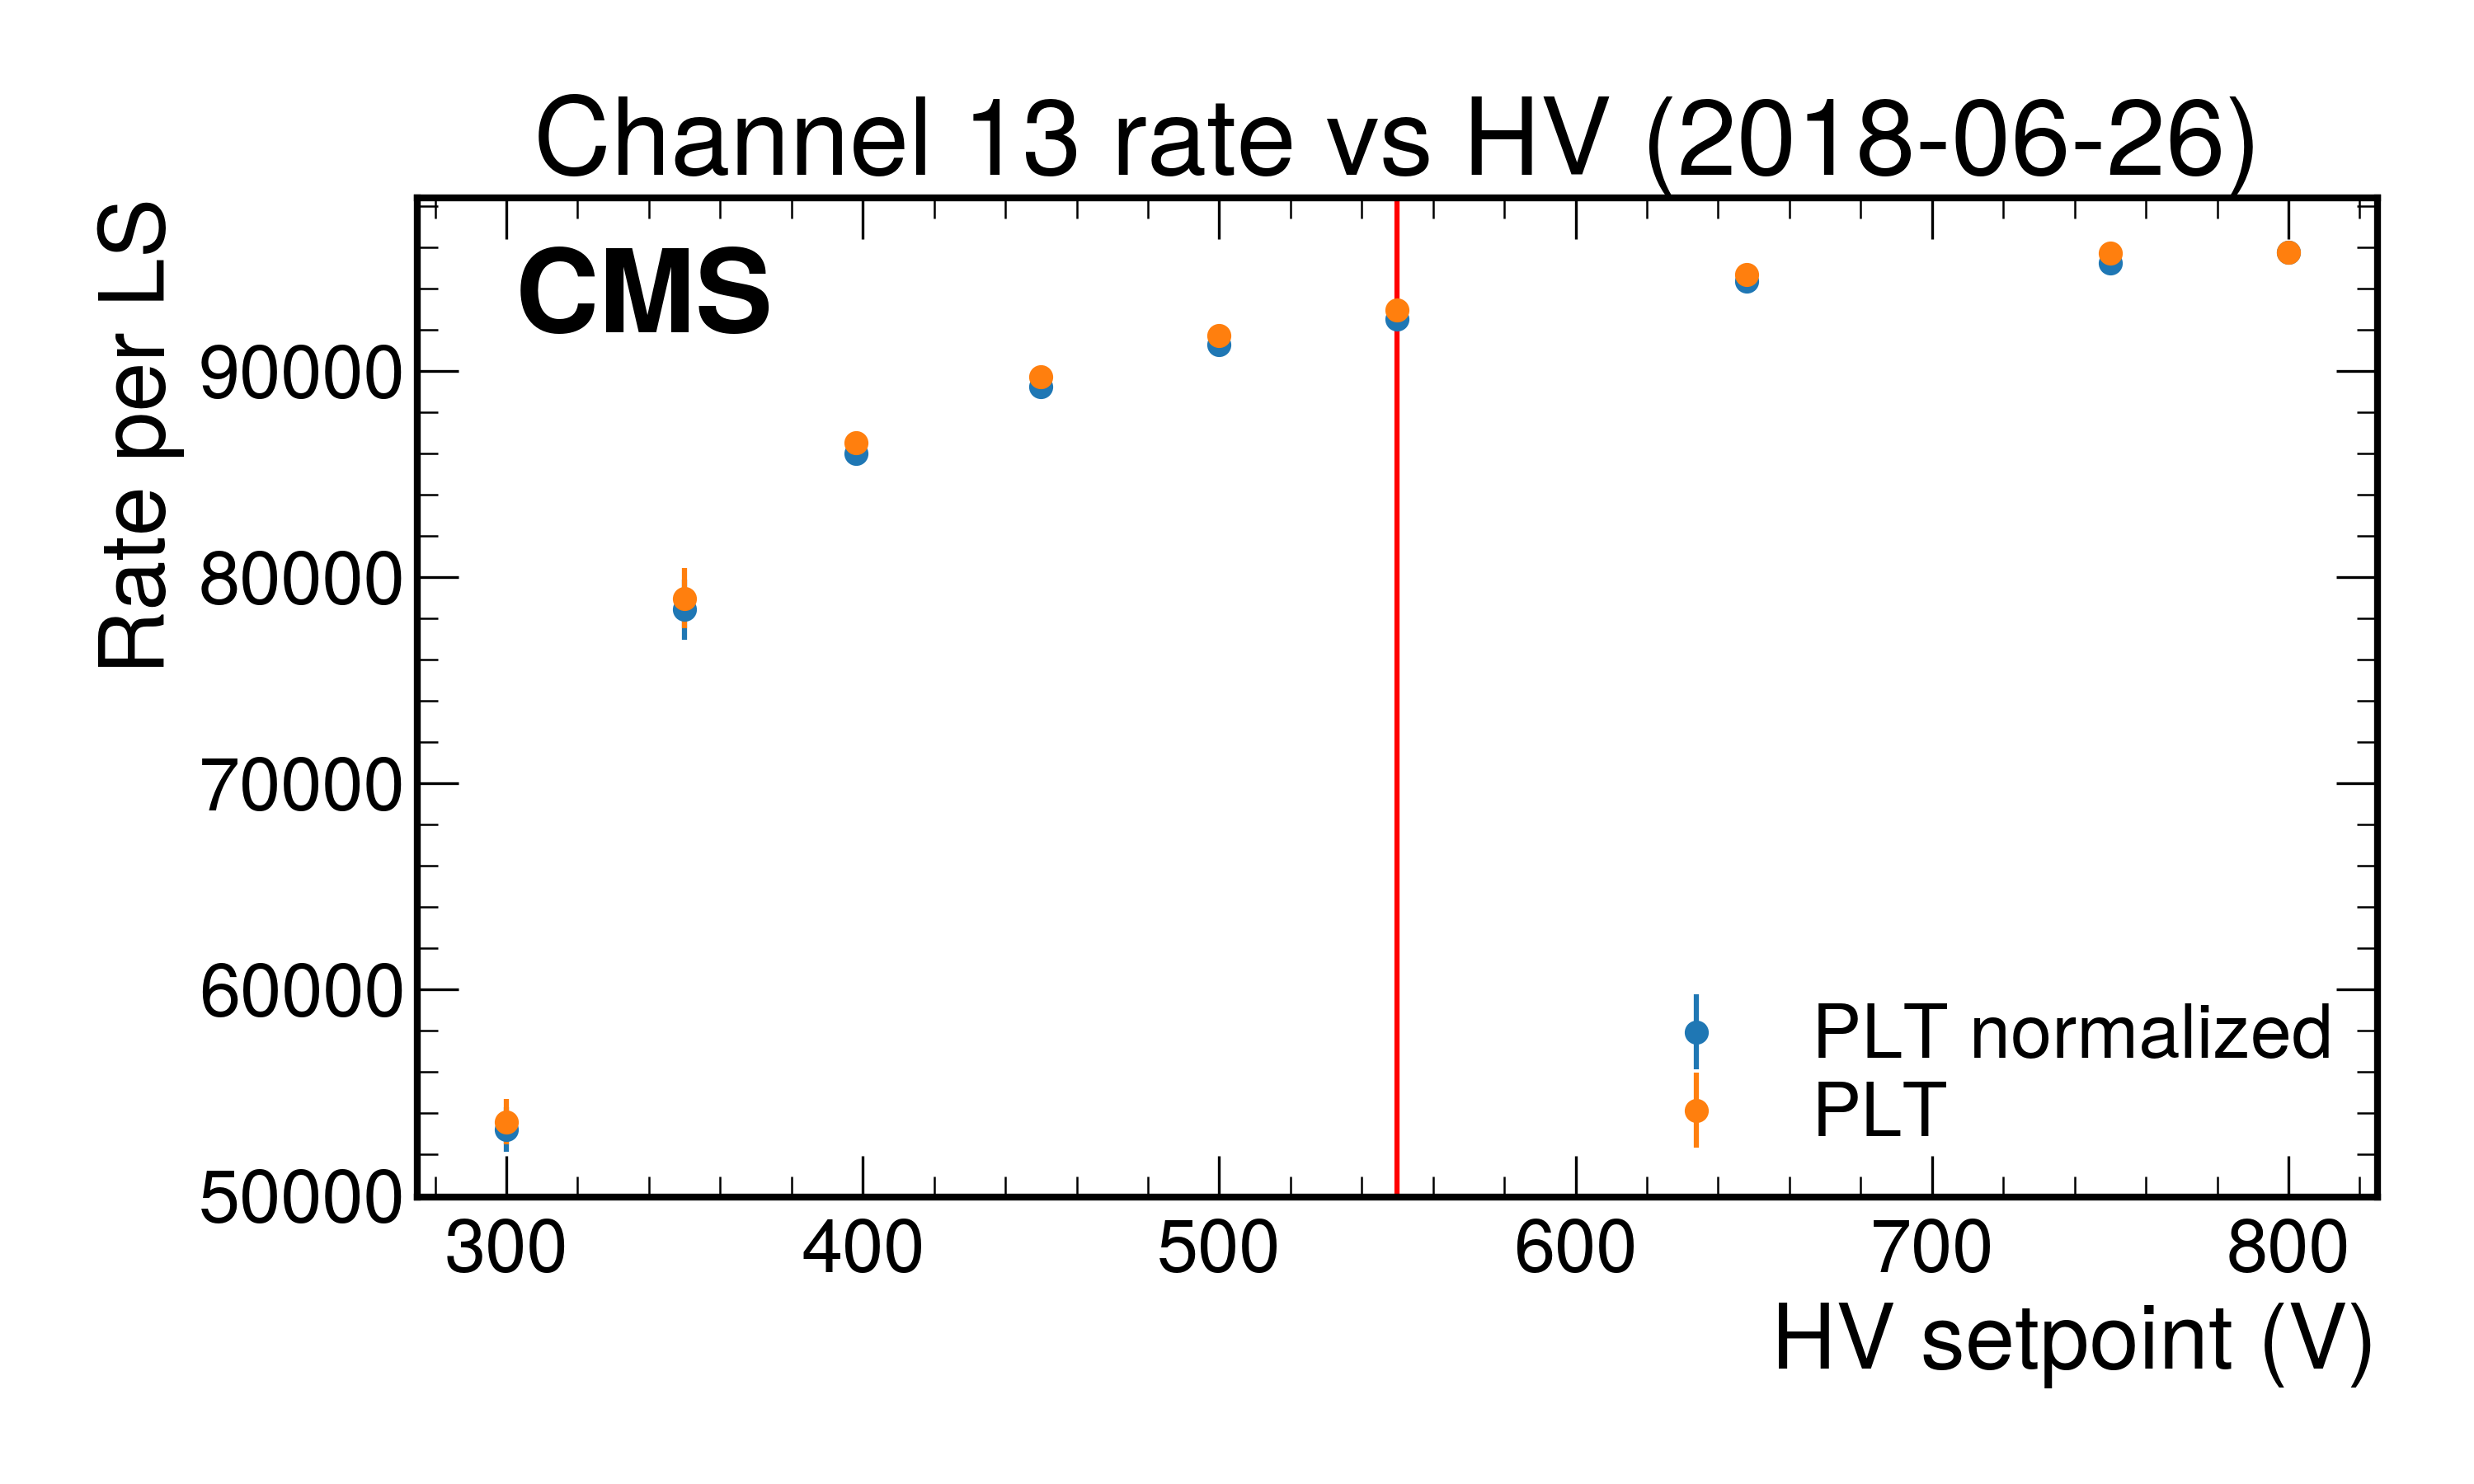 Channel 13 rate vs HV (2018-06-26)
CMS
Rate per LS
90000
80000
70000
60000
50000
PLT normalized
PLT
300 400 500 600 700 800
HV setpoint (V)